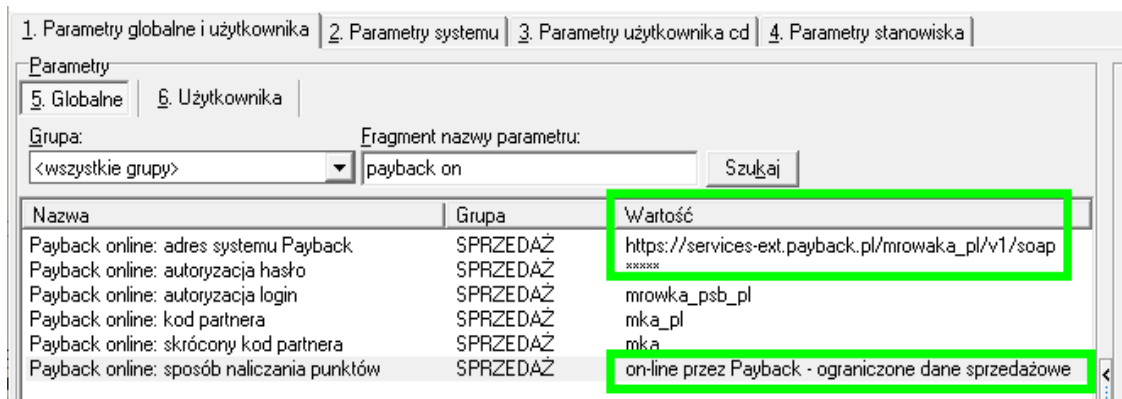 1. Parametry globalne i użytkownika 2. Parametry systemu 3. Parametry użytkownika cd 4. Parametry stanowiska
Parametry
5. Globalne 6. Użytkownika
Grupa: Fragment nazwy parametru:
<wszystkie grupy> payback on Szukaj
Nazwa Grupa Wartość
Payback online: adres systemu Payback SPRZEDAŻ https://services-ext.payback.pl/mrowaka_pl/v1/soap
Payback online: autoryzacja hasło SPRZEDAŻ xxxxx
Payback online: autoryzacja login SPRZEDAŻ mrowka_psb_pl
Payback online: kod partnera SPRZEDAŻ mka_pl
Payback online: skrócony kod partnera SPRZEDAŻ mka
Payback online: sposób naliczania punktów SPRZEDAŻ on-line przez Payback - ograniczone dane sprzedażowe